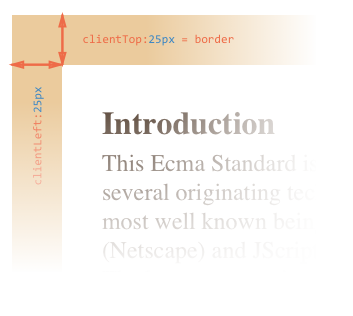 clientTop:25px = border
clientLeft:25px
Introduction
This Ecma Standard is
several originating tec
most well known being
(Netscape) and JScrip